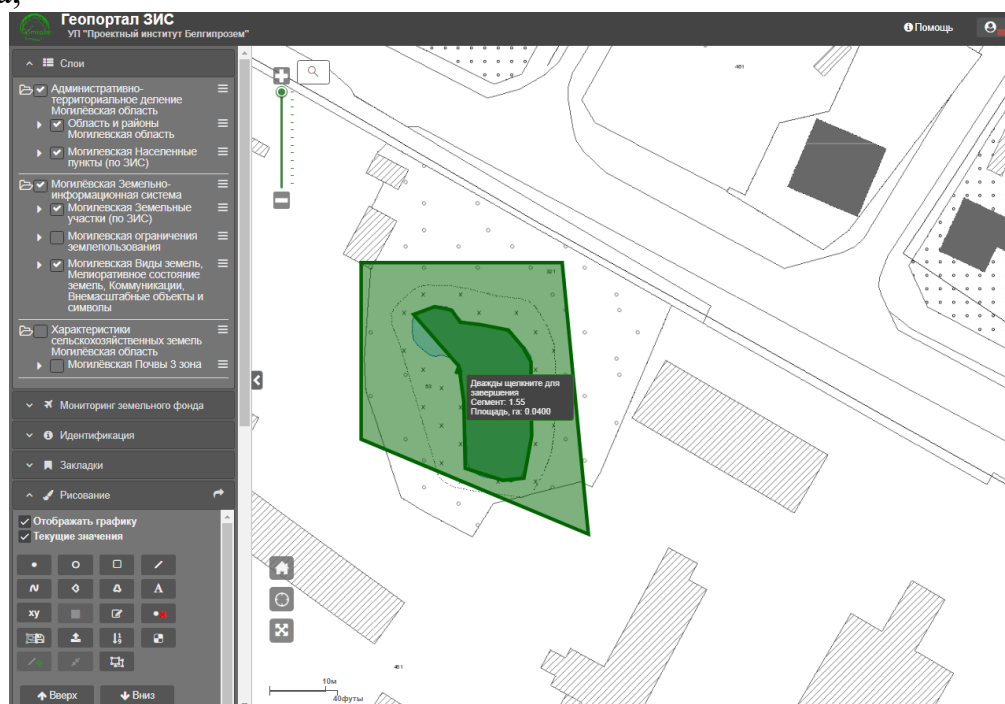 Геопортал ЗИС
УП "Проектный институт Белгипрозем"
Помощь
Слои
Административно-
территориальное деление
Могилёвская область
Область и районы
Могилевская область
Могилевская Населенные
пункты (по ЗИС)
Могилёвская Земельно-
информационная система
Могилевская Земельные
участки (по ЗИС)
Могилевская ограничения
землепользования
Могилевская Виды земель,
Мелиоративное состояние
земель, Коммуникации,
Внемасштабные объекты и
символы
Характеристики
сельскохозяйственных земель
Могилевская область
Могилевская Почвы 3 зона
Мониторинг земельного фонда
Идентификация
Закладки
Рисование
Отображать графику
Текущие значения
A
xy
Вверх
Вниз
461
Дважды щелкните для
завершения
Сегмент: 1.55
Площадь, га: 0.0400
461
10м
40футы